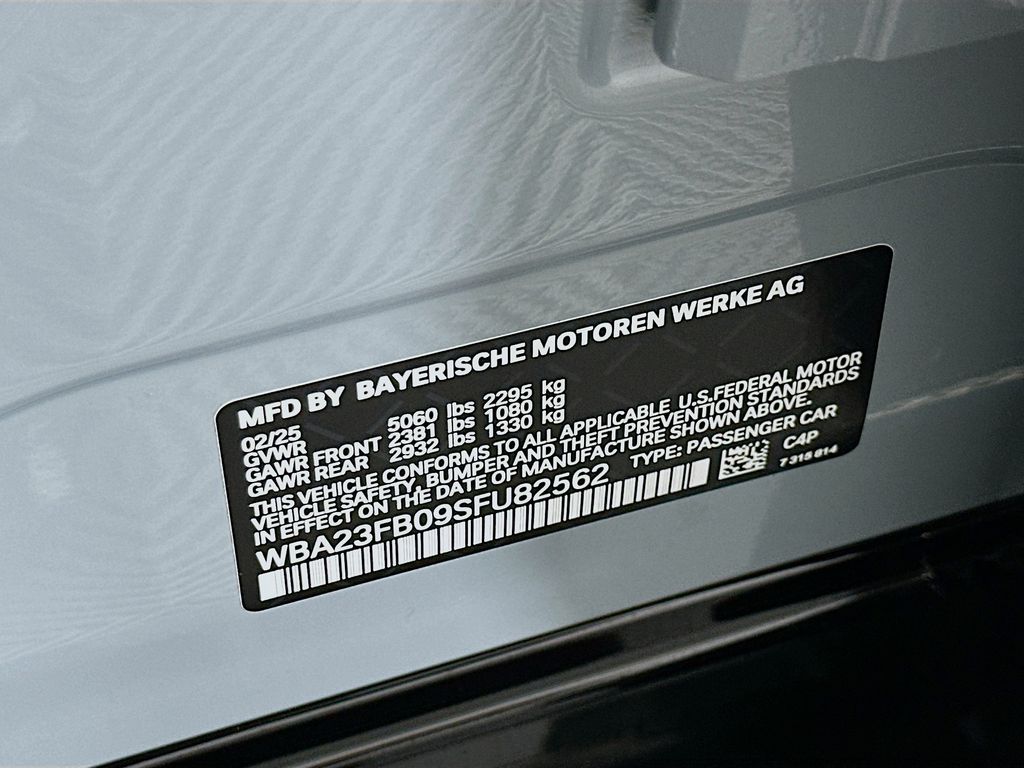 MFD BY BAYERISCHE MOTOREN WERKE AG
02/25
GVWR 5060 lbs 2295 kg
GAWR FRONT 2381 lbs 1080 kg
GAWR REAR 2932 lbs 1330 kg
THIS VEHICLE CONFORMS TO ALL APPLICABLE U.S.FEDERAL MOTOR
VEHICLE SAFETY, BUMPER AND THEFT PREVENTION STANDARDS
IN EFFECT ON THE DATE OF MANUFACTURE SHOWN ABOVE.
WBA23FB09SFU82562 TYPE: PASSENGER CAR
C4P
7 315 614